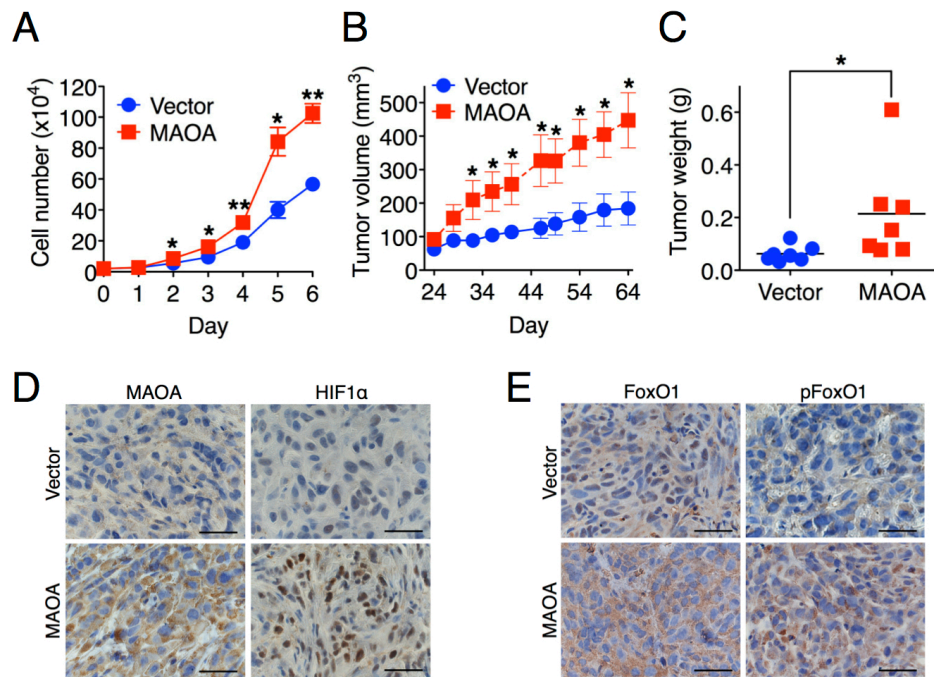 A
Cell number (x10⁴)
120
100
80
60
40
20
0
Vector
MAOA
* * ** * **
0 1 2 3 4 5 6
Day
B
Tumor volume (mm³)
500
400
300
200
100
0
Vector
MAOA
* * * * * * * *
24 34 44 54 64
Day
C
Tumor weight (g)
0.6
0.4
0.2
0.0
*
Vector MAOA
D
MAOA HIF1α
Vector
MAOA
E
FoxO1 pFoxO1
Vector
MAOA